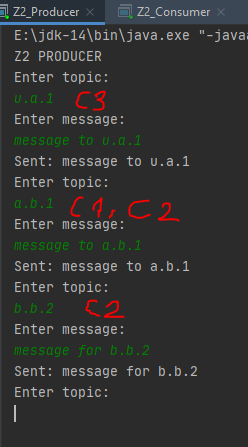 Z2_Producer × Z2_Consumer ×
E:\jdk-14\bin\java.exe "-java
Z2 PRODUCER
Enter topic:
u.a.1 C3
Enter message:
message to u.a.1
Sent: message to u.a.1
Enter topic:
a.b.1 C1, C2
Enter message:
message to a.b.1
Sent: message to a.b.1
Enter topic:
b.b.2 C2
Enter message:
message for b.b.2
Sent: message for b.b.2
Enter topic: